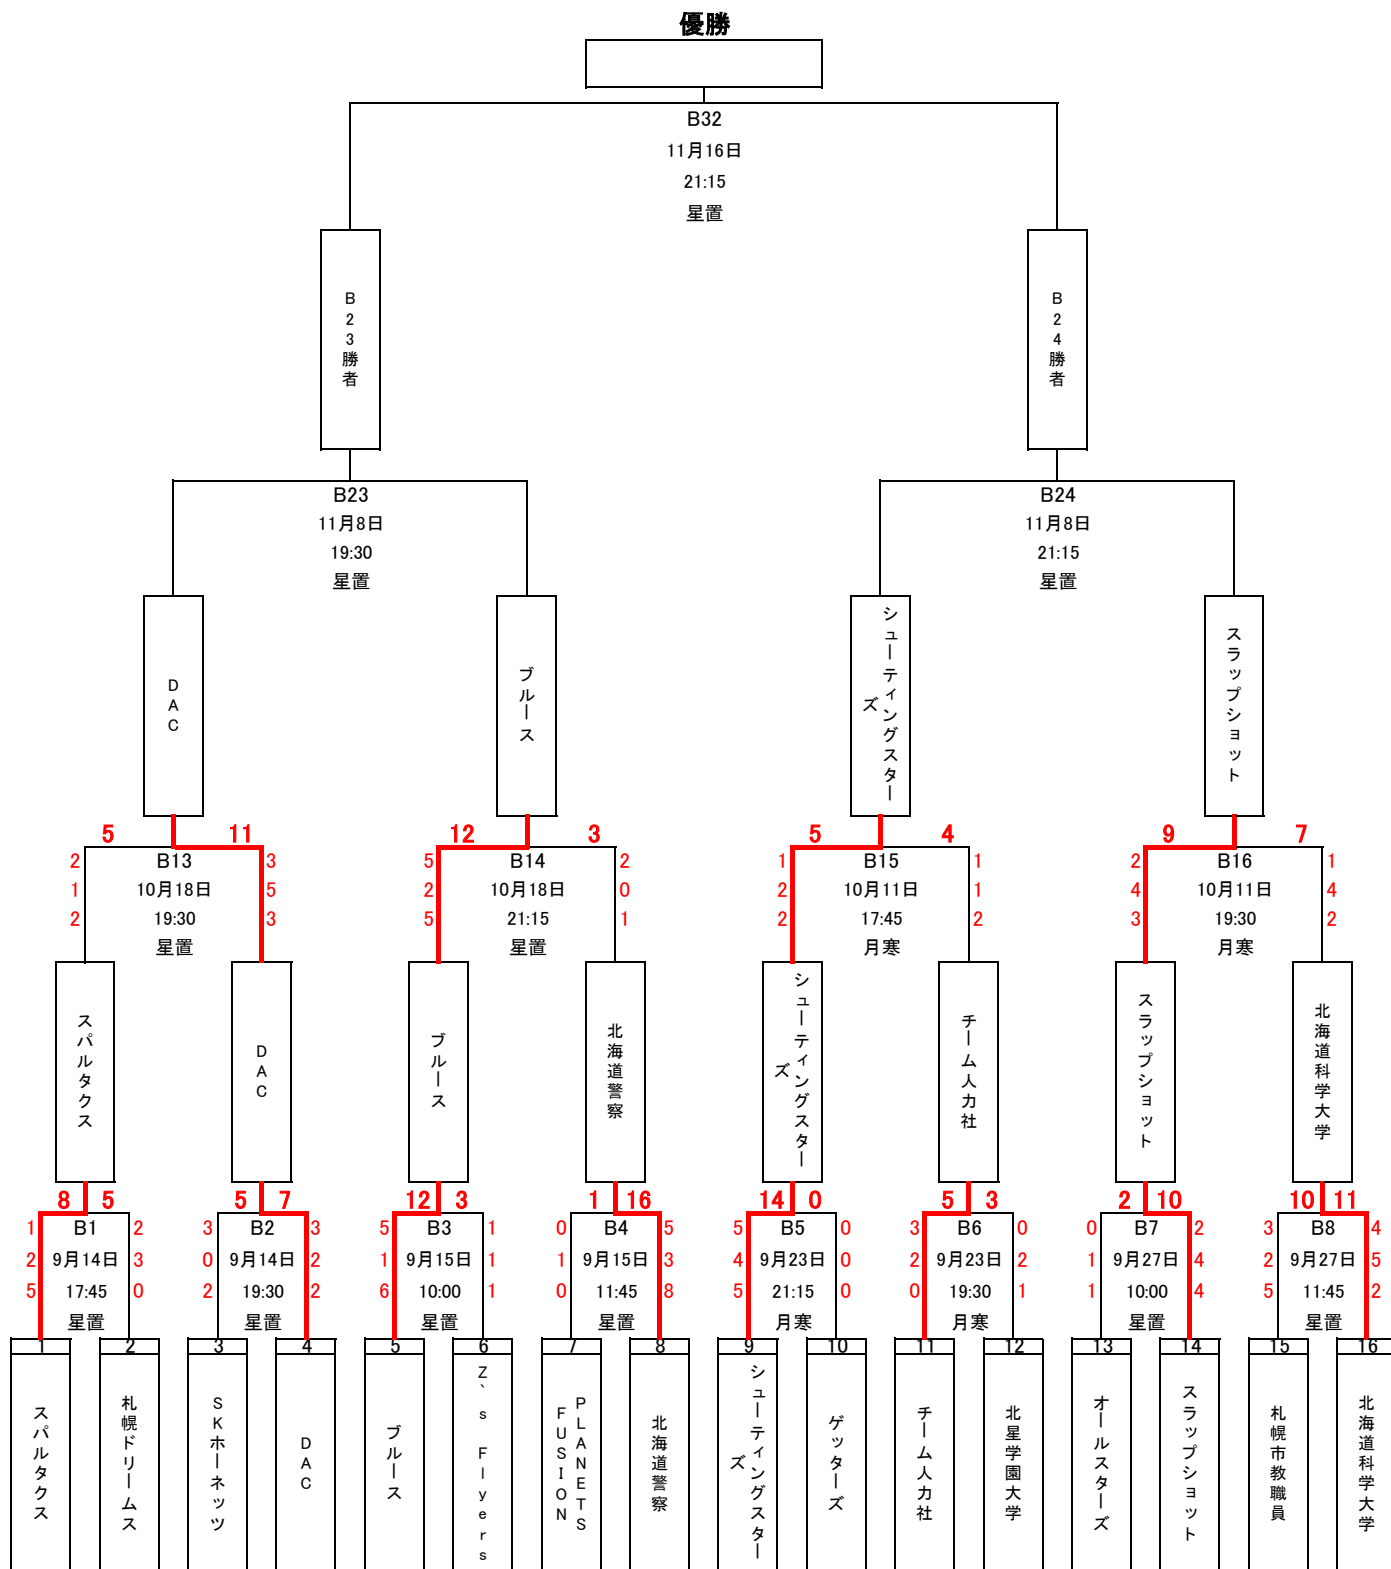 優勝
B32
11月16日
21:15
星置
B23勝者
B24勝者
B23
11月8日
19:30
星置
B24
11月8日
21:15
星置
DAC
ブルース
シューティングスターズ
スラップショット
5 11
12 3
5 4
9 7
2 B13 3
1 10月18日 5
2 19:30 3
星置
5 B14 2
2 10月18日 0
5 21:15 1
星置
1 B15 1
2 10月11日 1
2 17:45 2
月寒
2 B16 1
4 10月11日 4
3 19:30 2
月寒
スパルタクス
DAC
ブルース
北海道警察
シューティングスターズ
チーム人力社
スラップショット
北海道科学大学
8 5
5 7
12 3
1 16
14 0
5 3
2 10
10 11
1 B1 2
2 9月14日 3
5 17:45 0
星置
3 B2 3
0 9月14日 2
2 19:30 2
星置
5 B3 1
1 9月15日 1
6 10:00 1
星置
0 B4 5
1 9月15日 3
0 11:45 8
星置
5 B5 0
4 9月23日 0
5 21:15 0
月寒
3 B6 0
2 9月23日 2
0 19:30 1
月寒
0 B7 2
1 9月27日 4
1 10:00 4
星置
3 B8 4
2 9月27日 5
5 11:45 2
星置
1 2 3 4 5 6 7 8 9 10 11 12 13 14 15 16
スパルタクス
札幌ドリームス
SKホーネッツ
DAC
ブルース
Z`s Flyers
PLANETS
FUSION
北海道警察
シューティングスターズ
ゲッターズ
チーム人力社
北星学園大学
オールスターズ
スラップショット
札幌市教職員
北海道科学大学